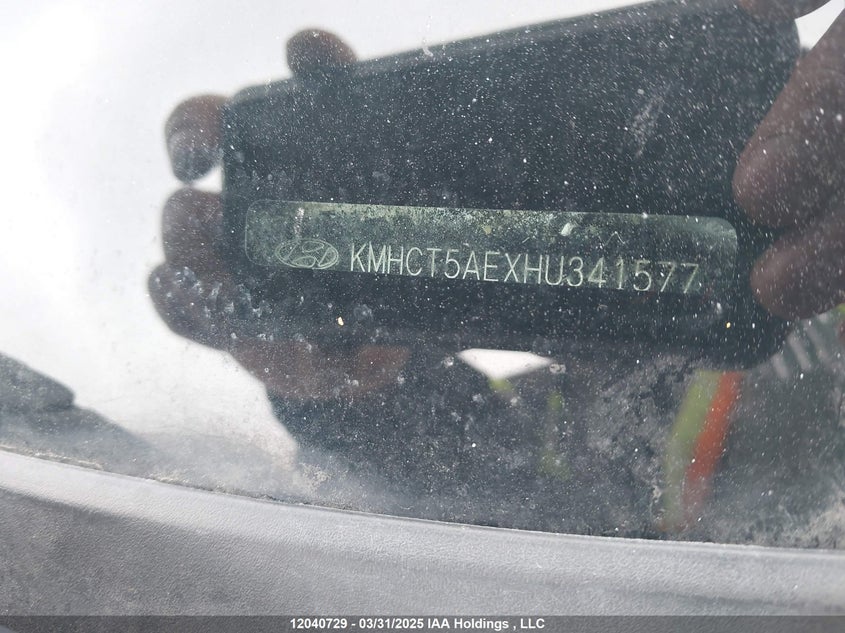 KMHCT5AEXHU341577
12040729 - 03/31/2025 IAA Holdings , LLC